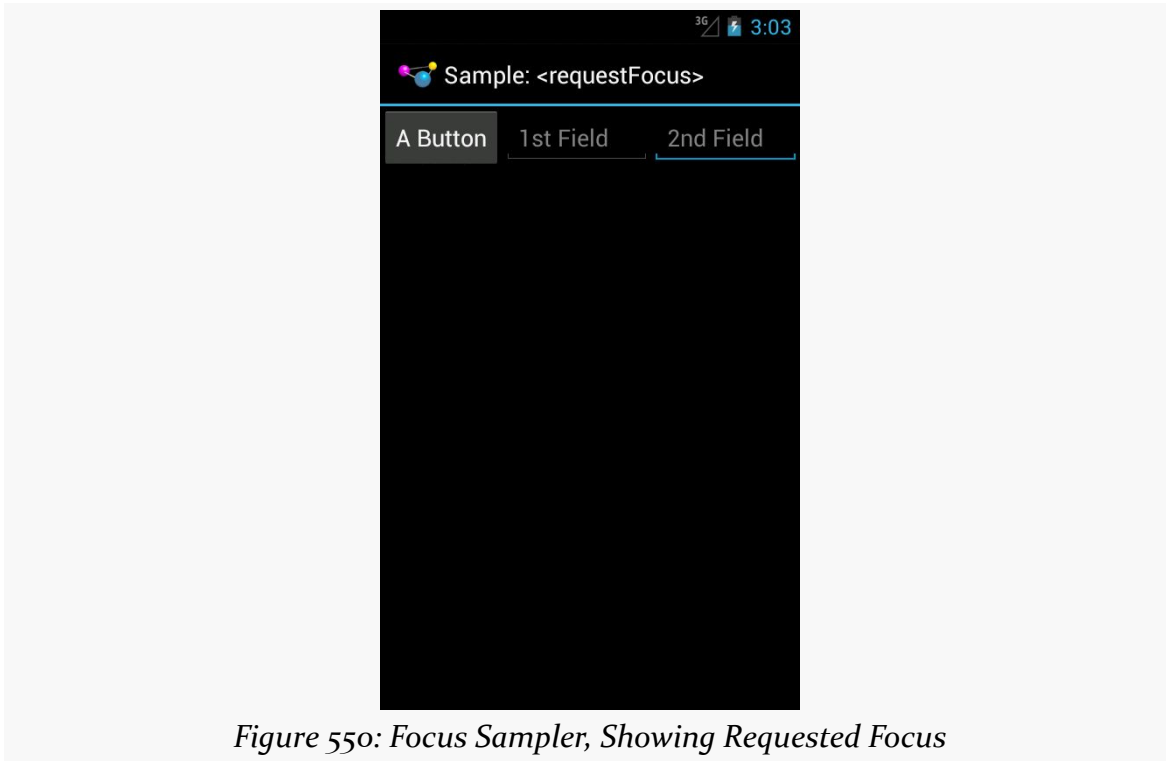 3G 3:03
Sample: <requestFocus>
A Button 1st Field 2nd Field
Figure 550: Focus Sampler, Showing Requested Focus